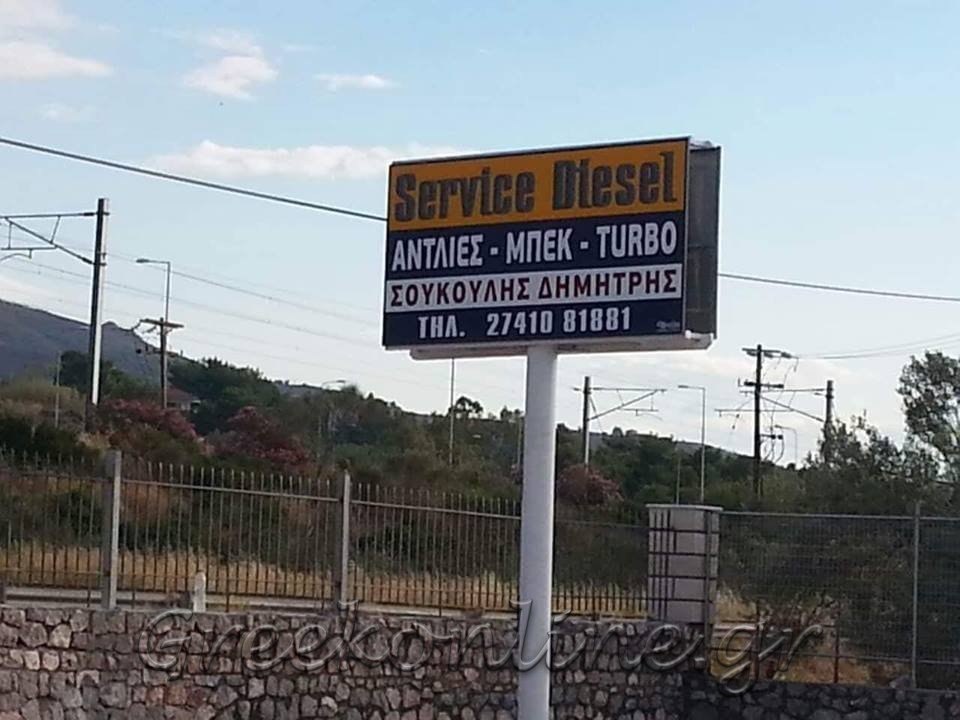 Service Diesel
ΑΝΤΛΙΕΣ - ΜΠΕΚ - TURBO
ΣΟΥΚΟΥΛΗΣ ΔΗΜΗΤΡΗΣ
ΤΗΛ. 27410 81881
Greekonline.gr